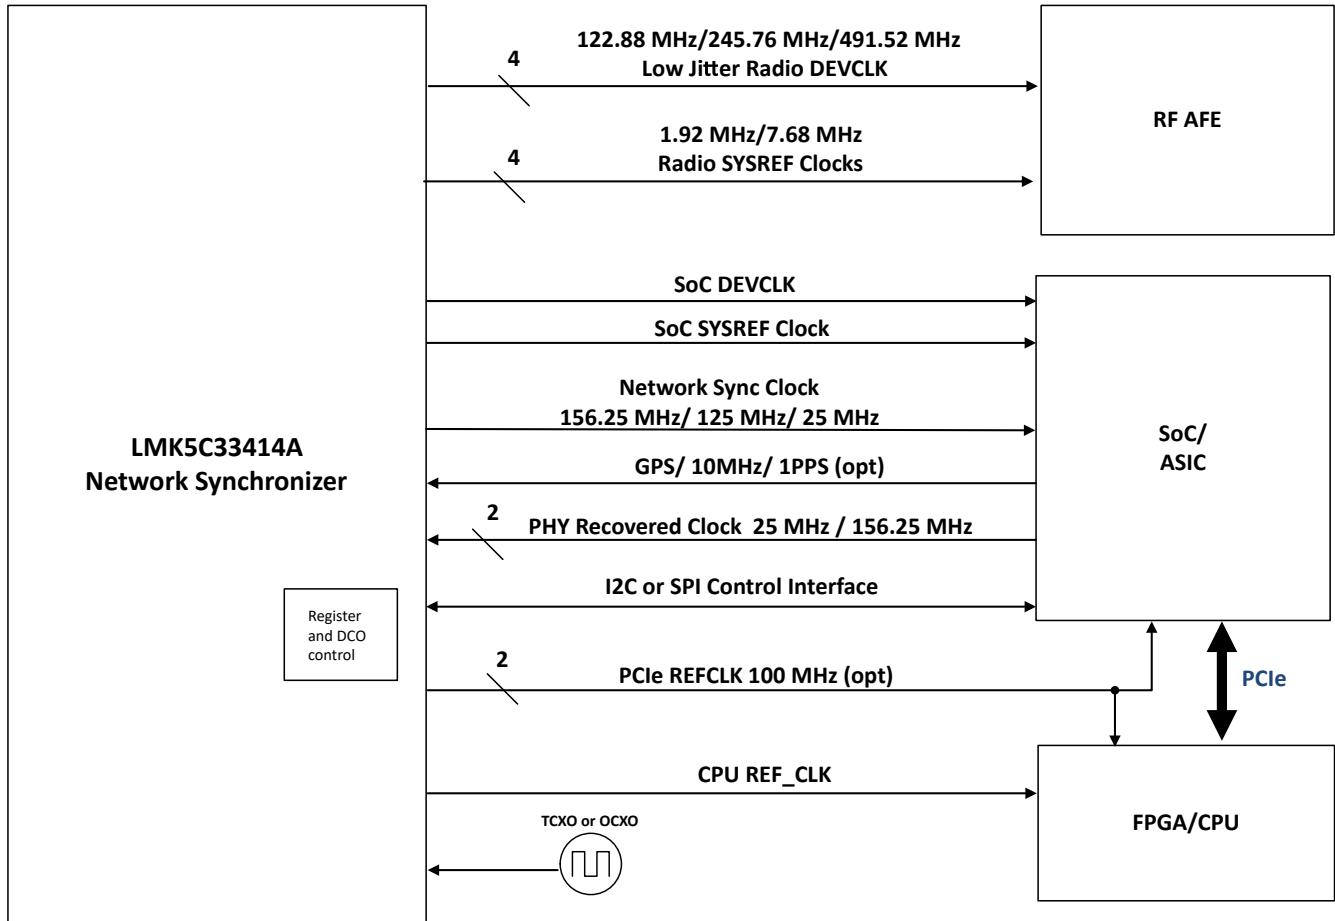 122.88 MHz/245.76 MHz/491.52 MHz
4
Low Jitter Radio DEVCLK
RF AFE
1.92 MHz/7.68 MHz
4
Radio SYSREF Clocks
SoC DEVCLK
SoC SYSREF Clock
Network Sync Clock
156.25 MHz/ 125 MHz/ 25 MHz
LMK5C33414A
Network Synchronizer
SoC/
ASIC
GPS/ 10MHz/ 1PPS (opt)
2
PHY Recovered Clock 25 MHz / 156.25 MHz
I2C or SPI Control Interface
Register
and DCO
control
2
PCIe REFCLK 100 MHz (opt)
PCIe
CPU REF_CLK
TCXO or OCXO
FPGA/CPU